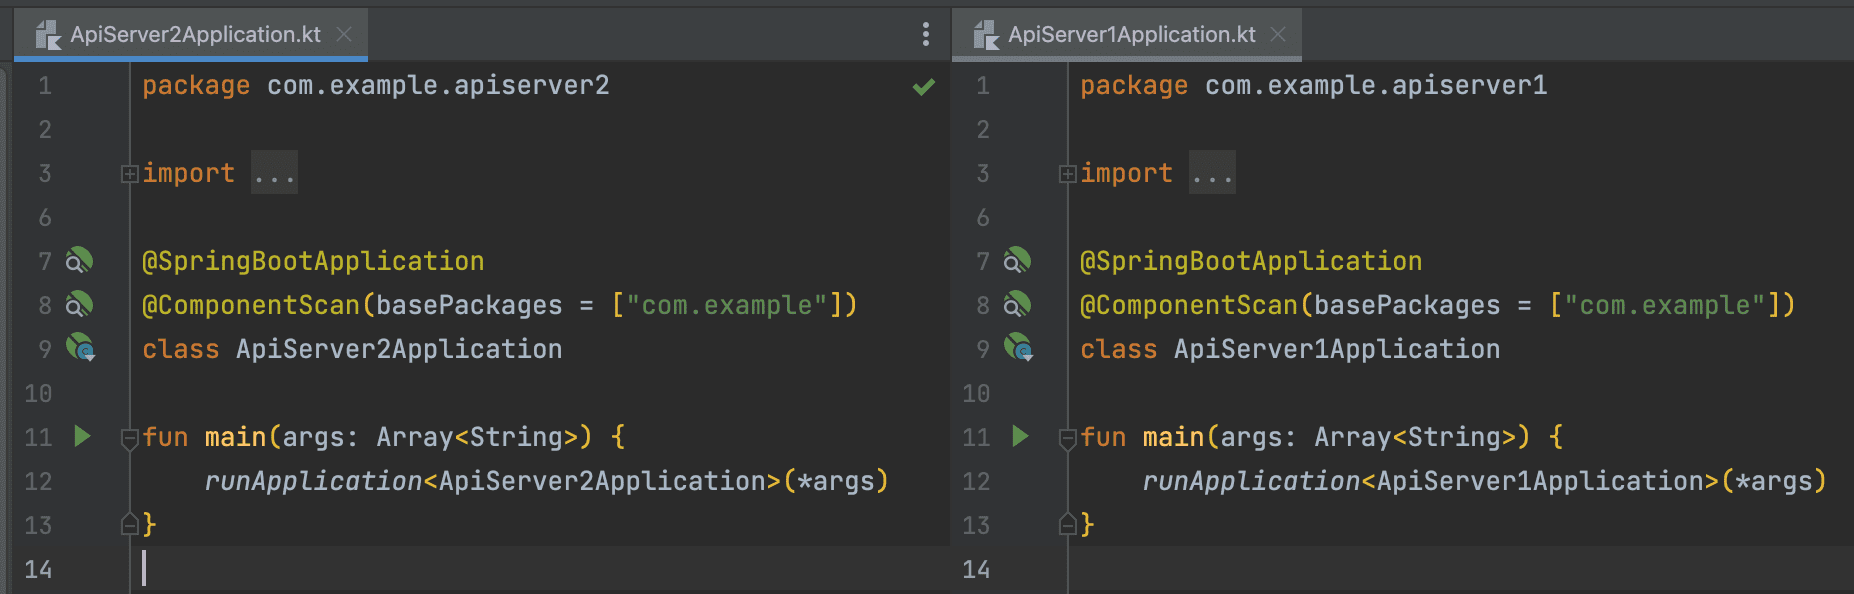 ApiServer2Application.kt
1 package com.example.apiserver2
2
3 import ...
6
7 @SpringBootApplication
8 @ComponentScan(basePackages = ["com.example"])
9 class ApiServer2Application
10
11 fun main(args: Array<String>) {
12     runApplication<ApiServer2Application>(*args)
13 }
14
ApiServer1Application.kt
1 package com.example.apiserver1
2
3 import ...
6
7 @SpringBootApplication
8 @ComponentScan(basePackages = ["com.example"])
9 class ApiServer1Application
10
11 fun main(args: Array<String>) {
12     runApplication<ApiServer1Application>(*args)
13 }
14